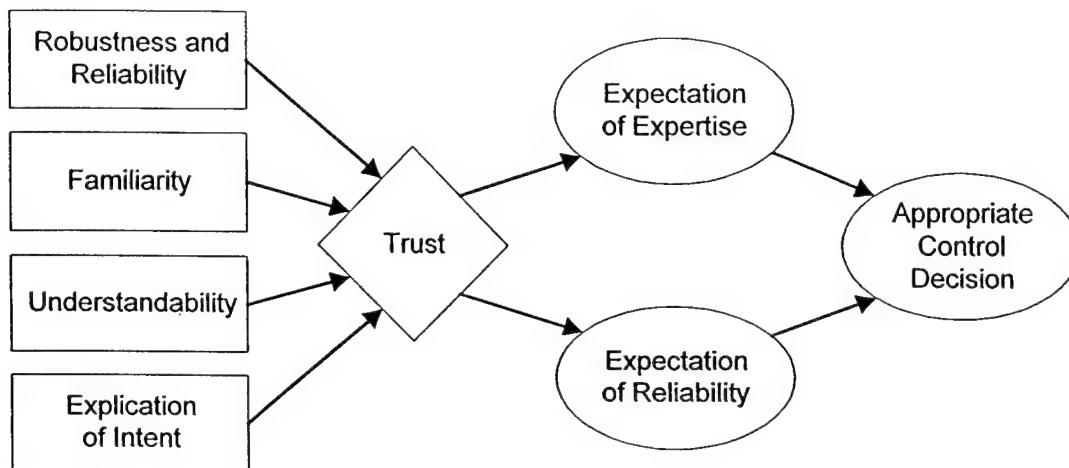 Robustness and
Reliability
Familiarity
Understandability
Explication
of Intent
Trust
Expectation
of Expertise
Expectation
of Reliability
Appropriate
Control
Decision